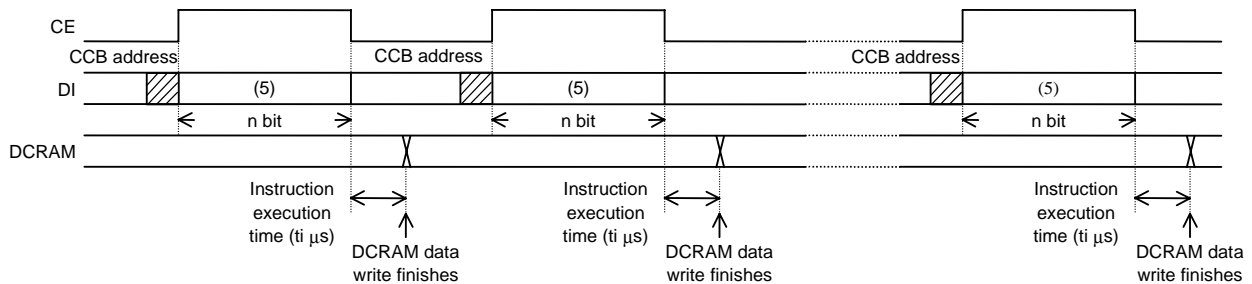 CE
CCB address CCB address CCB address
DI (5) (5) (5)
n bit n bit n bit
DCRAM
Instruction Instruction Instruction
execution execution execution
time (ti μs) time (ti μs) time (ti μs)
DCRAM data DCRAM data DCRAM data
write finishes write finishes write finishes